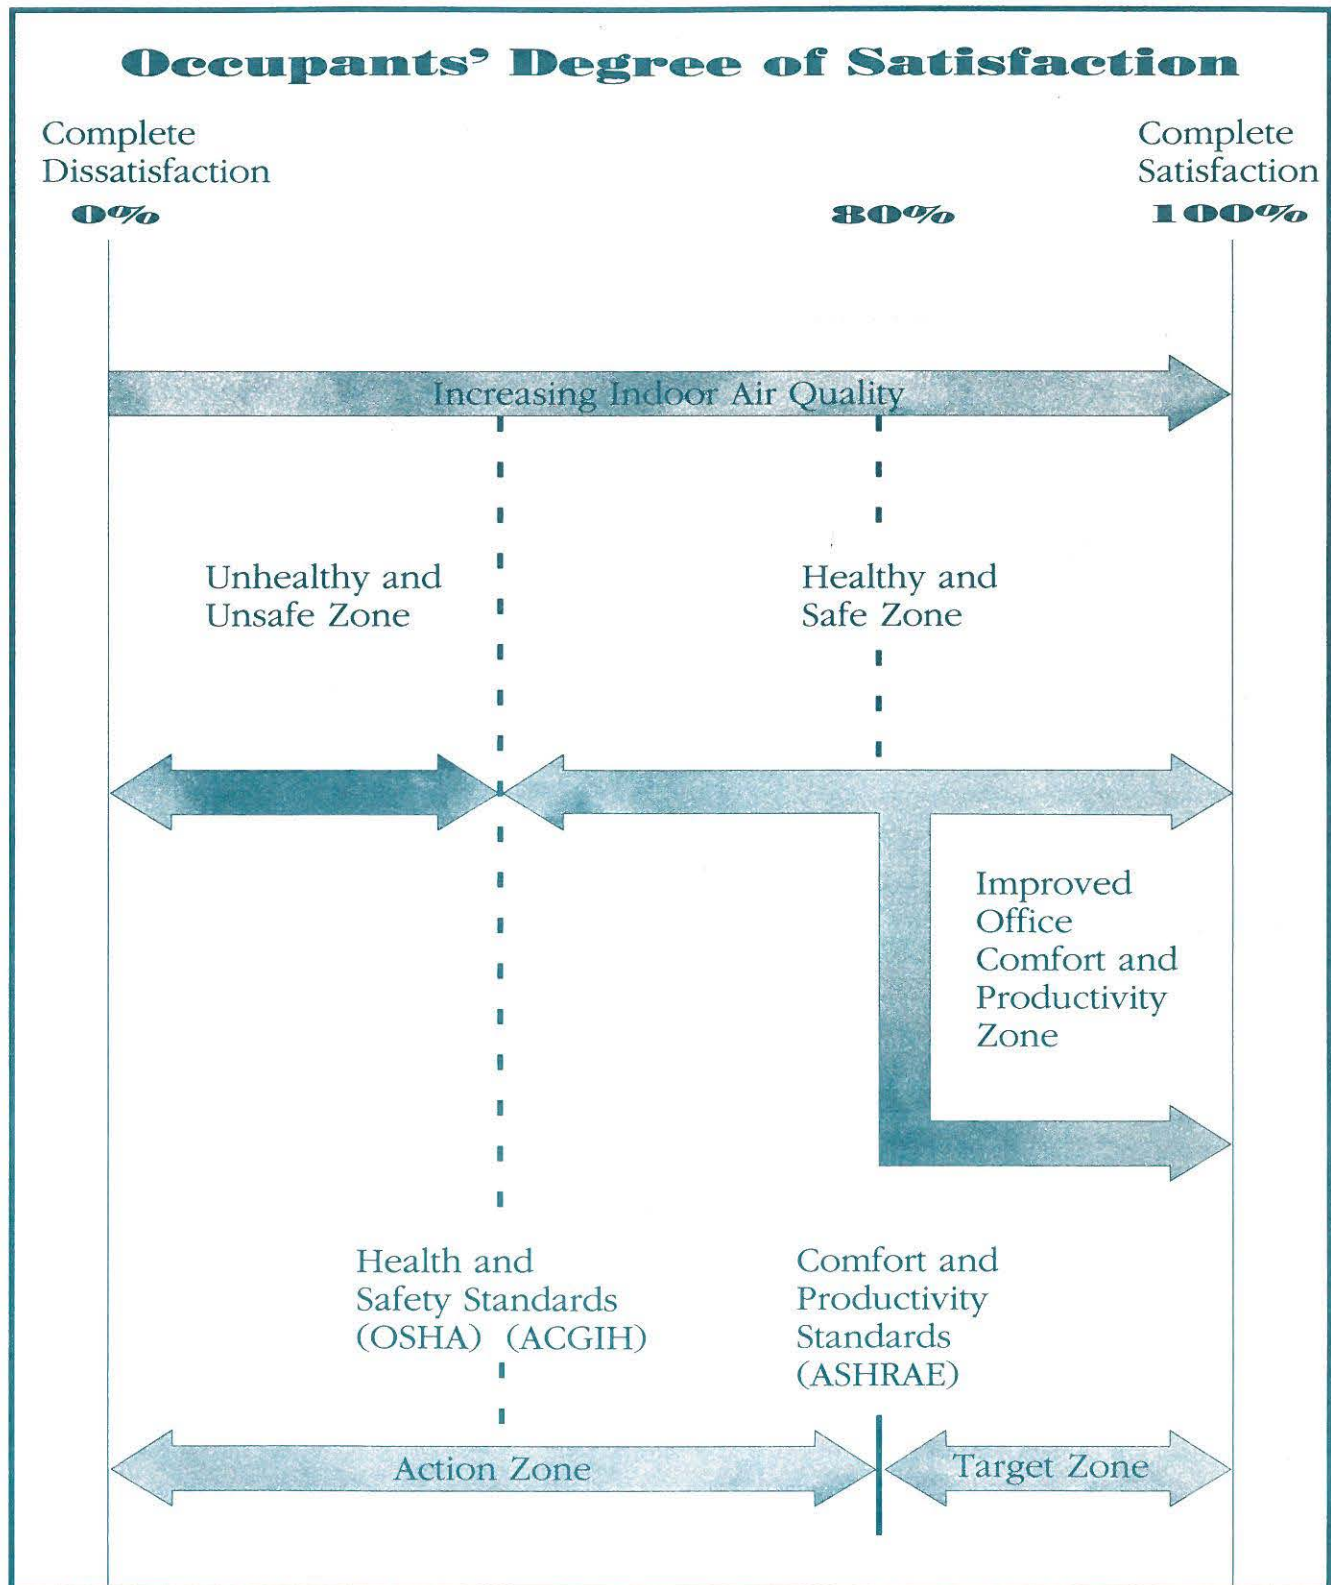 Occupants' Degree of Satisfaction
Complete
Dissatisfaction
0%
80%
Complete
Satisfaction
100%
Increasing Indoor Air Quality
Unhealthy and
Unsafe Zone
Healthy and
Safe Zone
Improved
Office
Comfort and
Productivity
Zone
Health and
Safety Standards
(OSHA) (ACGIH)
Comfort and
Productivity
Standards
(ASHRAE)
Action Zone
Target Zone